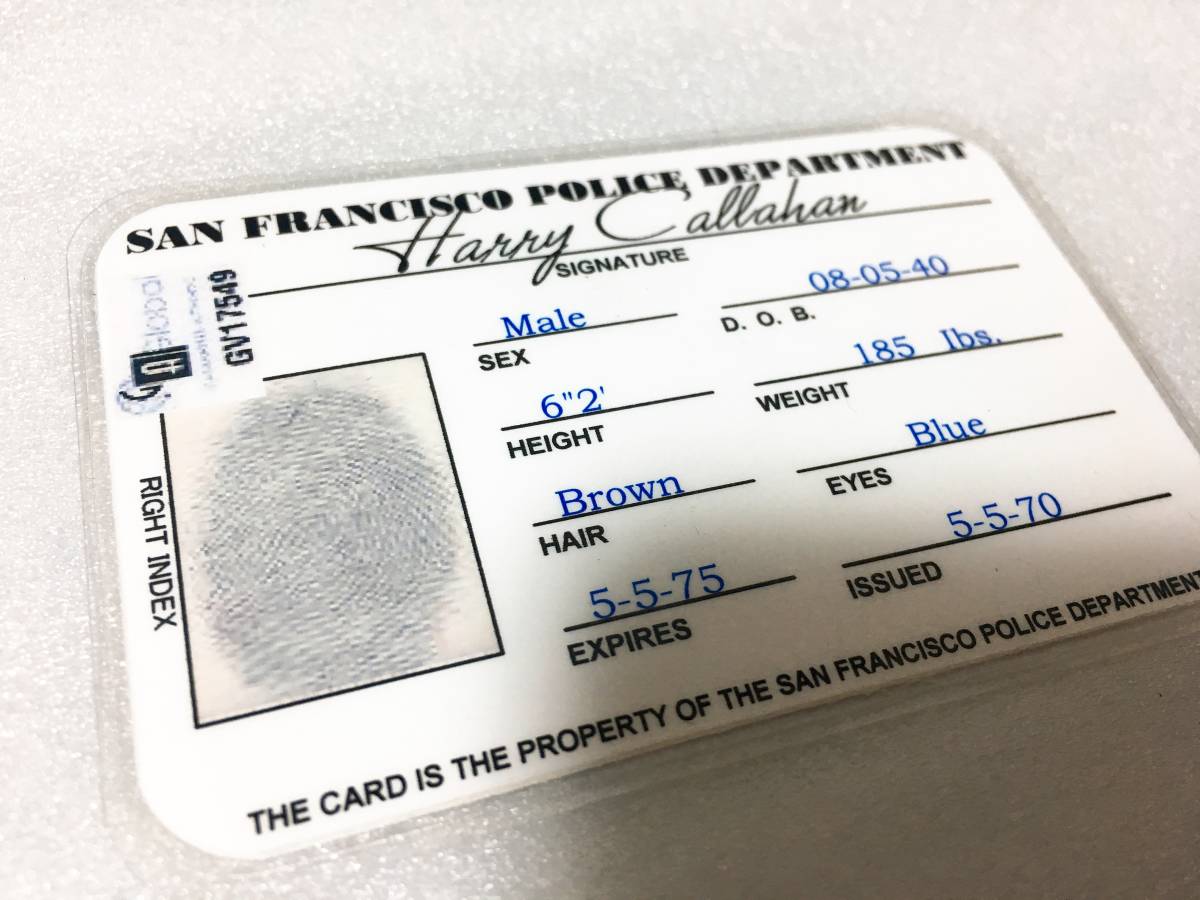 SAN FRANCISCO POLICE DEPARTMENT
Harry Callahan
SIGNATURE
GV17549
Male
SEX
08-05-40
D. O. B.
6"2'
HEIGHT
185 lbs.
WEIGHT
Brown
HAIR
Blue
EYES
5-5-75
EXPIRES
5-5-70
ISSUED
RIGHT INDEX
THE CARD IS THE PROPERTY OF THE SAN FRANCISCO POLICE DEPARTMENT